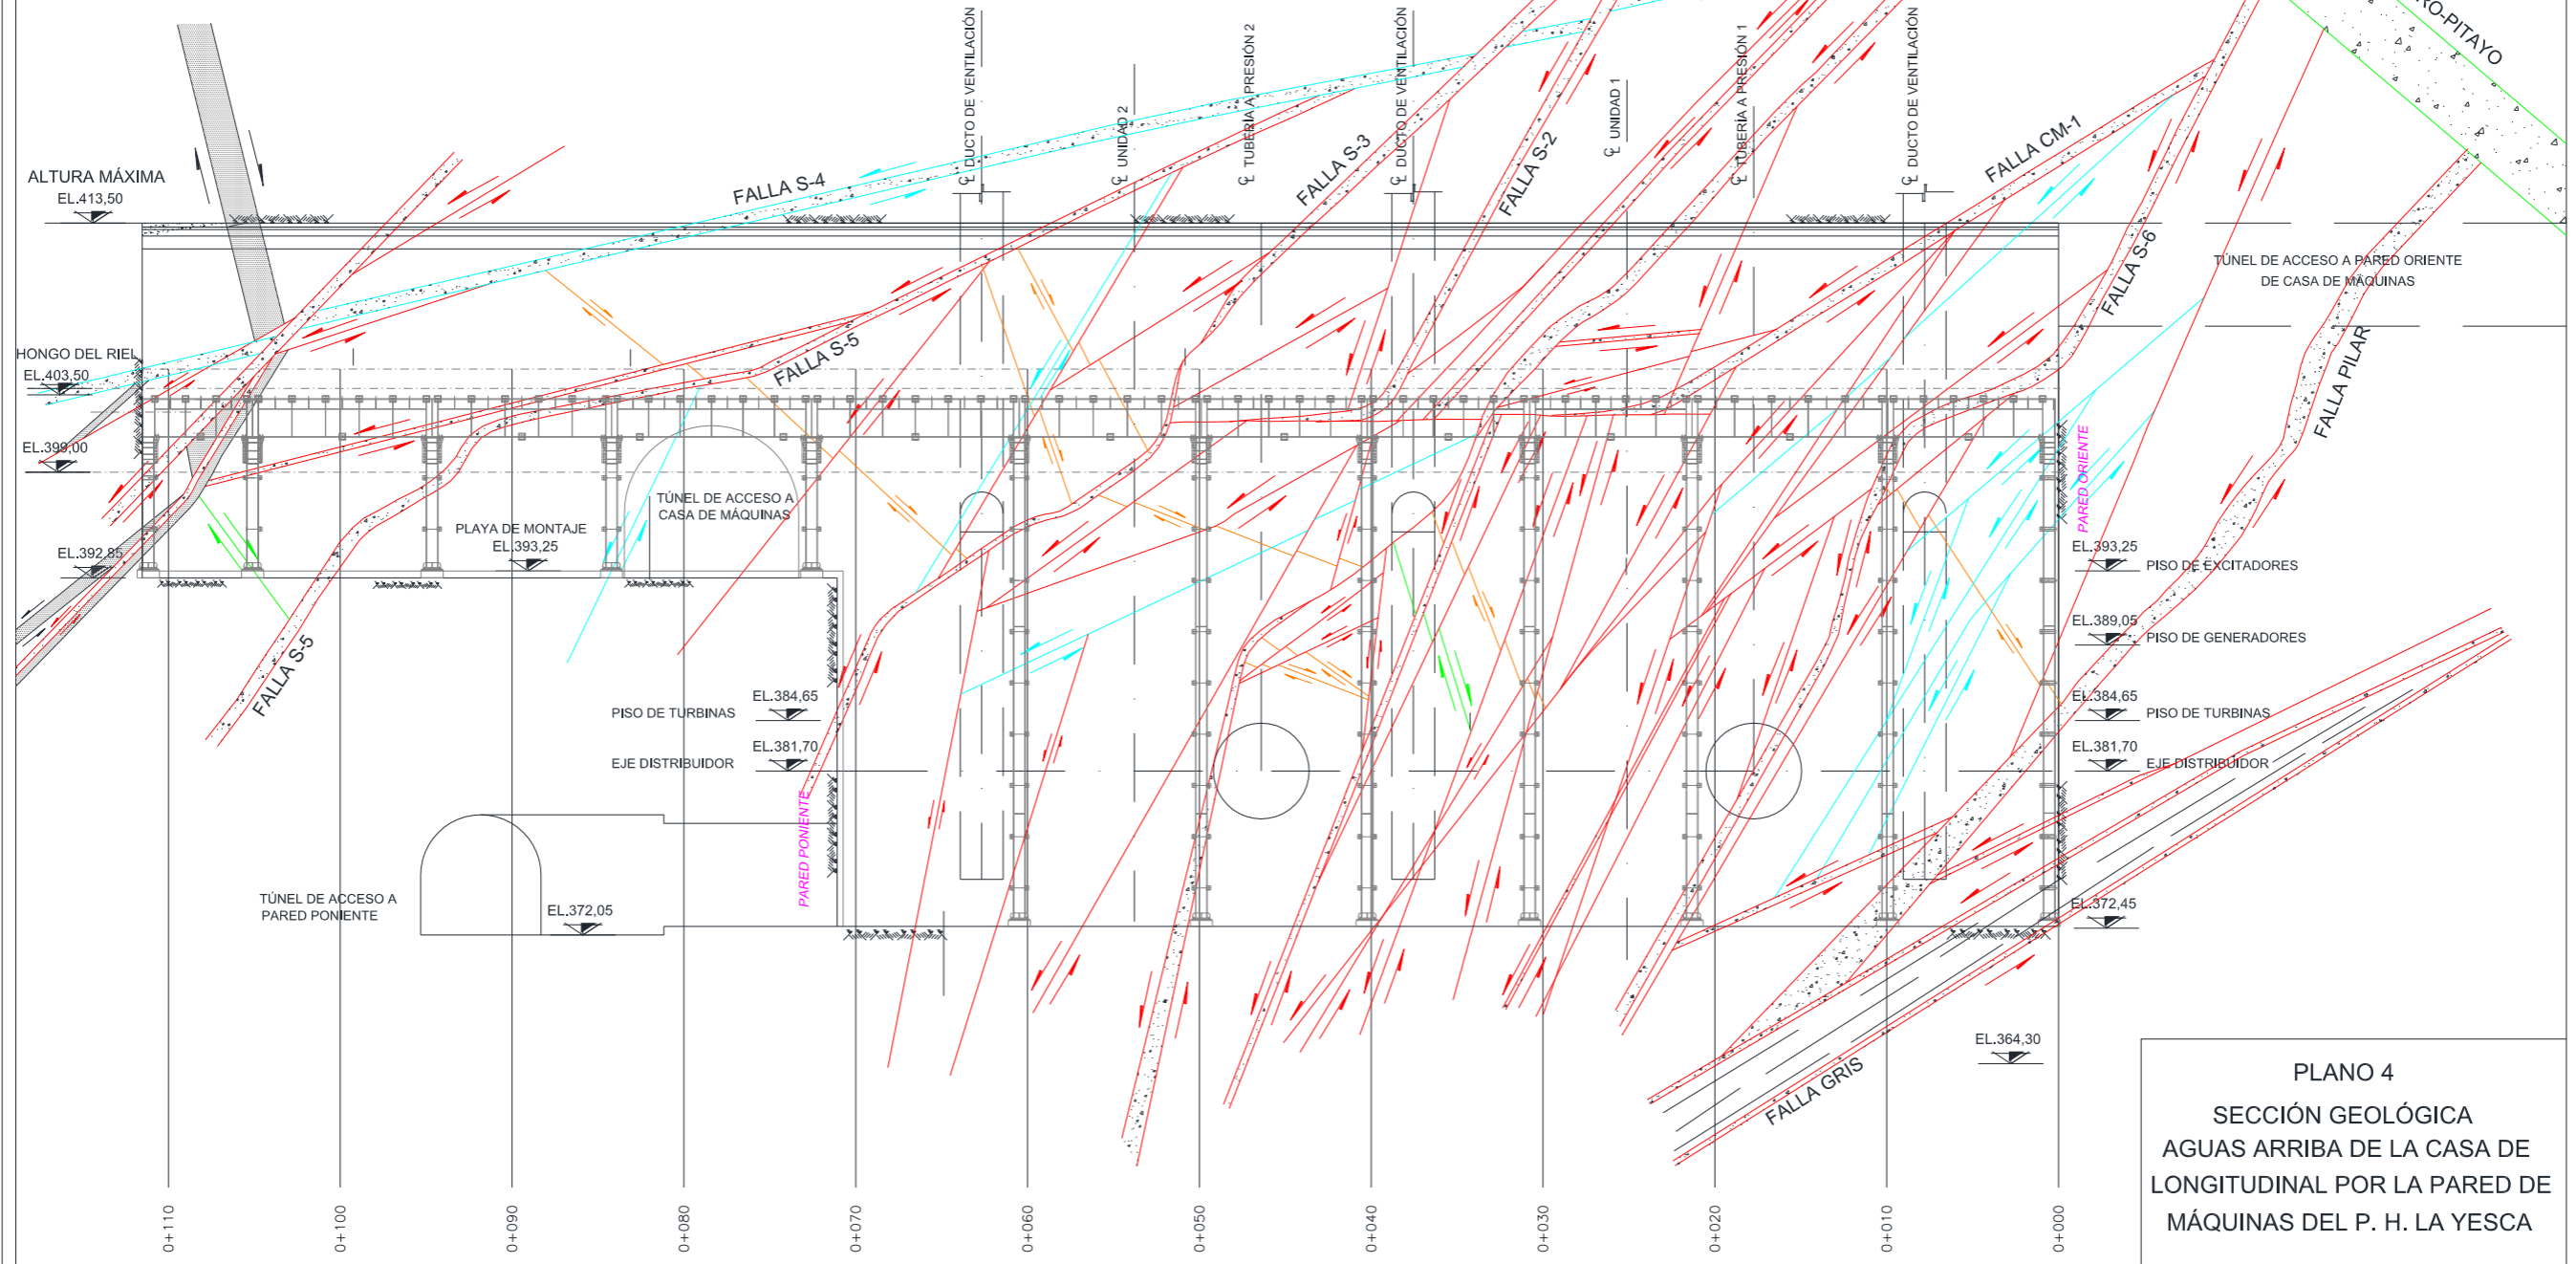 DUCTO DE VENTILACIÓN
UNIDAD 2
TUBERÍA A PRESIÓN 2
DUCTO DE VENTILACIÓN
UNIDAD 1
TUBERÍA A PRESIÓN 1
DUCTO DE VENTILACIÓN
RO-PITAYO
ALTURA MÁXIMA
EL.413,50
FALLA S-4
FALLA S-3
FALLA S-2
FALLA CM-1
FALLA S-6
TÚNEL DE ACCESO A PARED ORIENTE
DE CASA DE MÁQUINAS
HONGO DEL RIEL
EL.403,50
FALLA S-5
FALLA PILAR
EL.399,00
TÚNEL DE ACCESO A
CASA DE MÁQUINAS
PLAYA DE MONTAJE
EL.393,25
PARED ORIENTE
EL.392,85
EL.393,25
PISO DE EXCITADORES
EL.389,05
PISO DE GENERADORES
FALLA S-5
EL.384,65
PISO DE TURBINAS
EL.384,65
PISO DE TURBINAS
EL.381,70
EJE DISTRIBUIDOR
EL.381,70
EJE DISTRIBUIDOR
PARED PONIENTE
TÚNEL DE ACCESO A
PARED PONIENTE
EL.372,05
EL.372,45
EL.364,30
FALLA GRIS
0+110
0+100
0+090
0+080
0+070
0+060
0+050
0+040
0+030
0+020
0+010
0+000
PLANO 4
SECCIÓN GEOLÓGICA
AGUAS ARRIBA DE LA CASA DE
LONGITUDINAL POR LA PARED DE
MÁQUINAS DEL P. H. LA YESCA